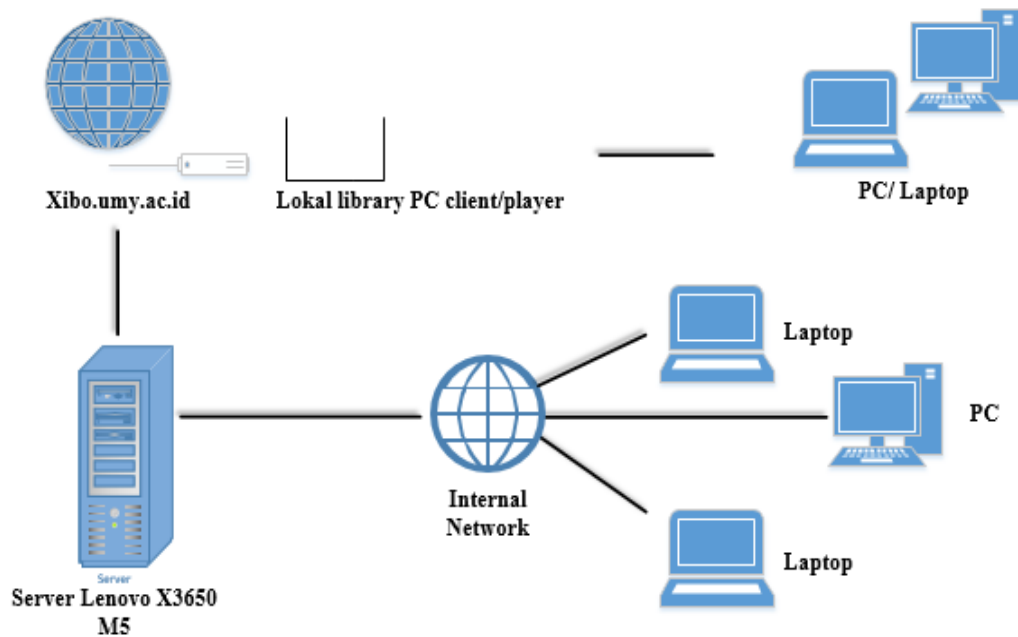 Xibo.umy.ac.id
Lokal library PC client/player
PC/ Laptop
Laptop
PC
Internal
Network
Laptop
Server
Server Lenovo X3650
M5